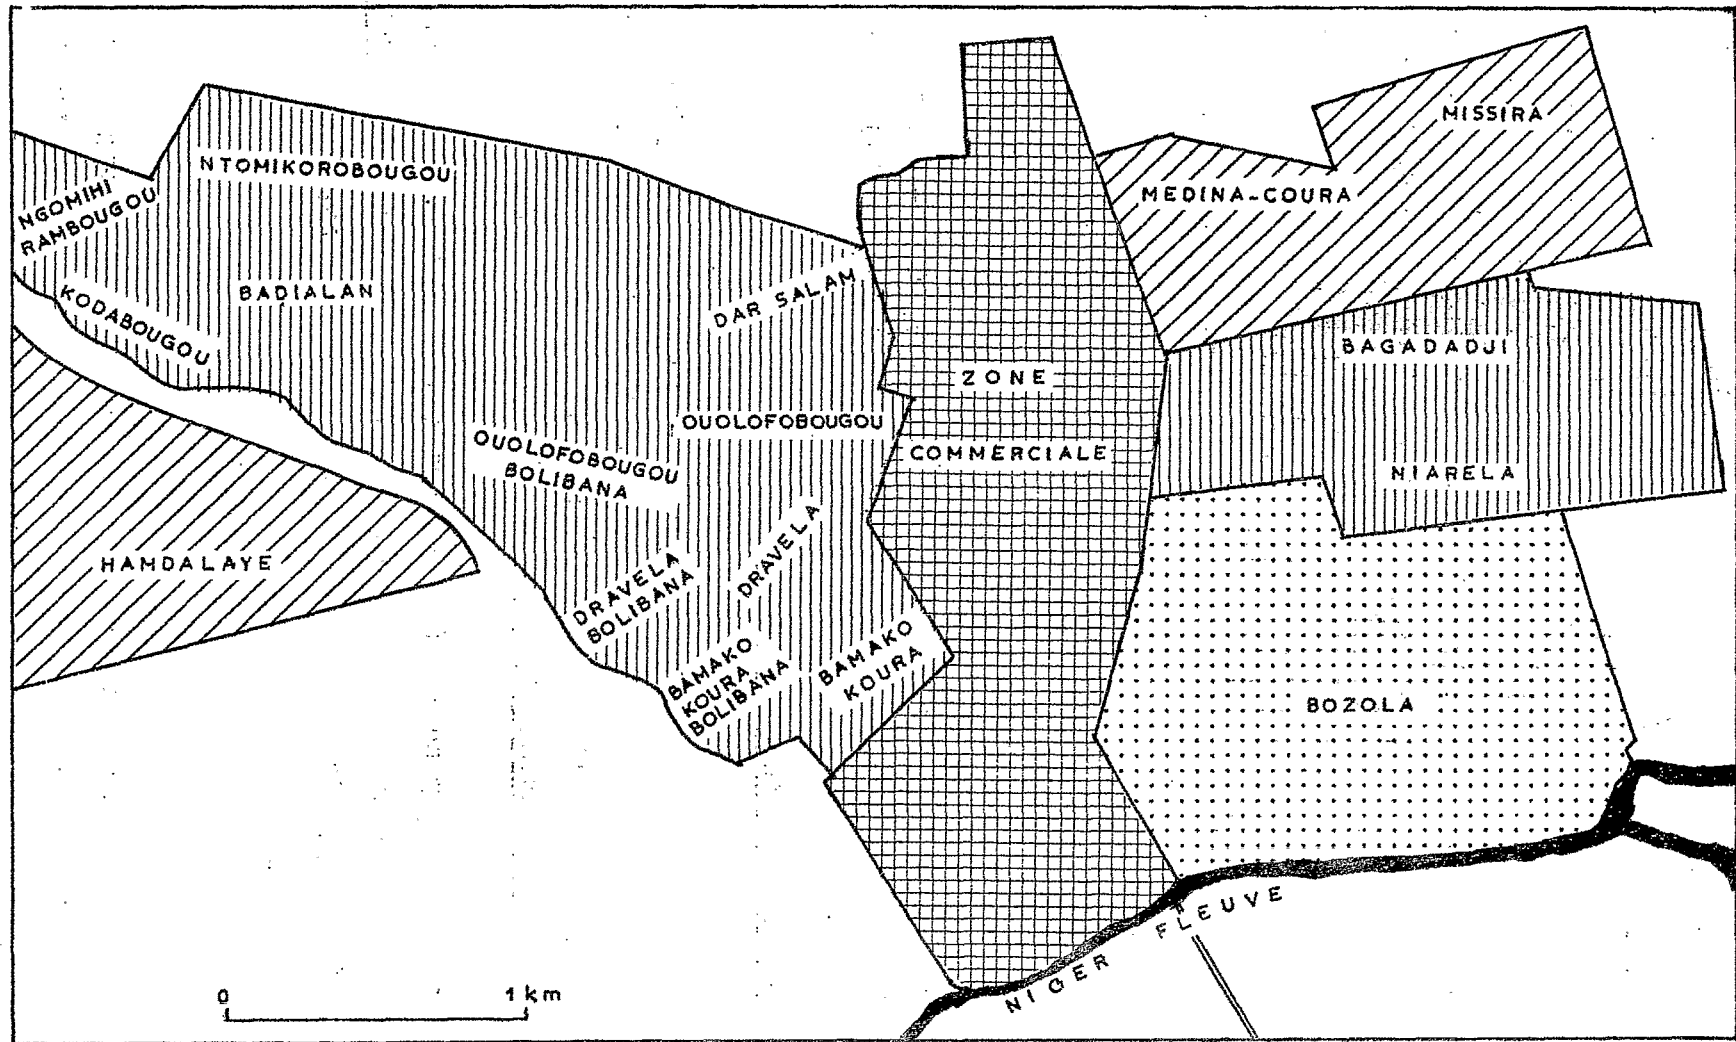 MISSIRA
MEDINA-COURA
NTOMIKOROBOUGOU
NGOMIHI
RAMBOUGOU
BADIALAN
KODABOUGOU
DAR SALAM
BAGADADJI
ZONE
COMMERCIALE
OUOLOFOBOUGOU
OUOLOFOBOUGOU
BOLIBANA
NIARELA
HAMDALAYE
DRAVELA
DRAVELA
BOLIBANA
BAMAKO
KOURA
BOLIBANA
BAMAKO
KOURA
BOZOLA
NIGER FLEUVE
0 1 km